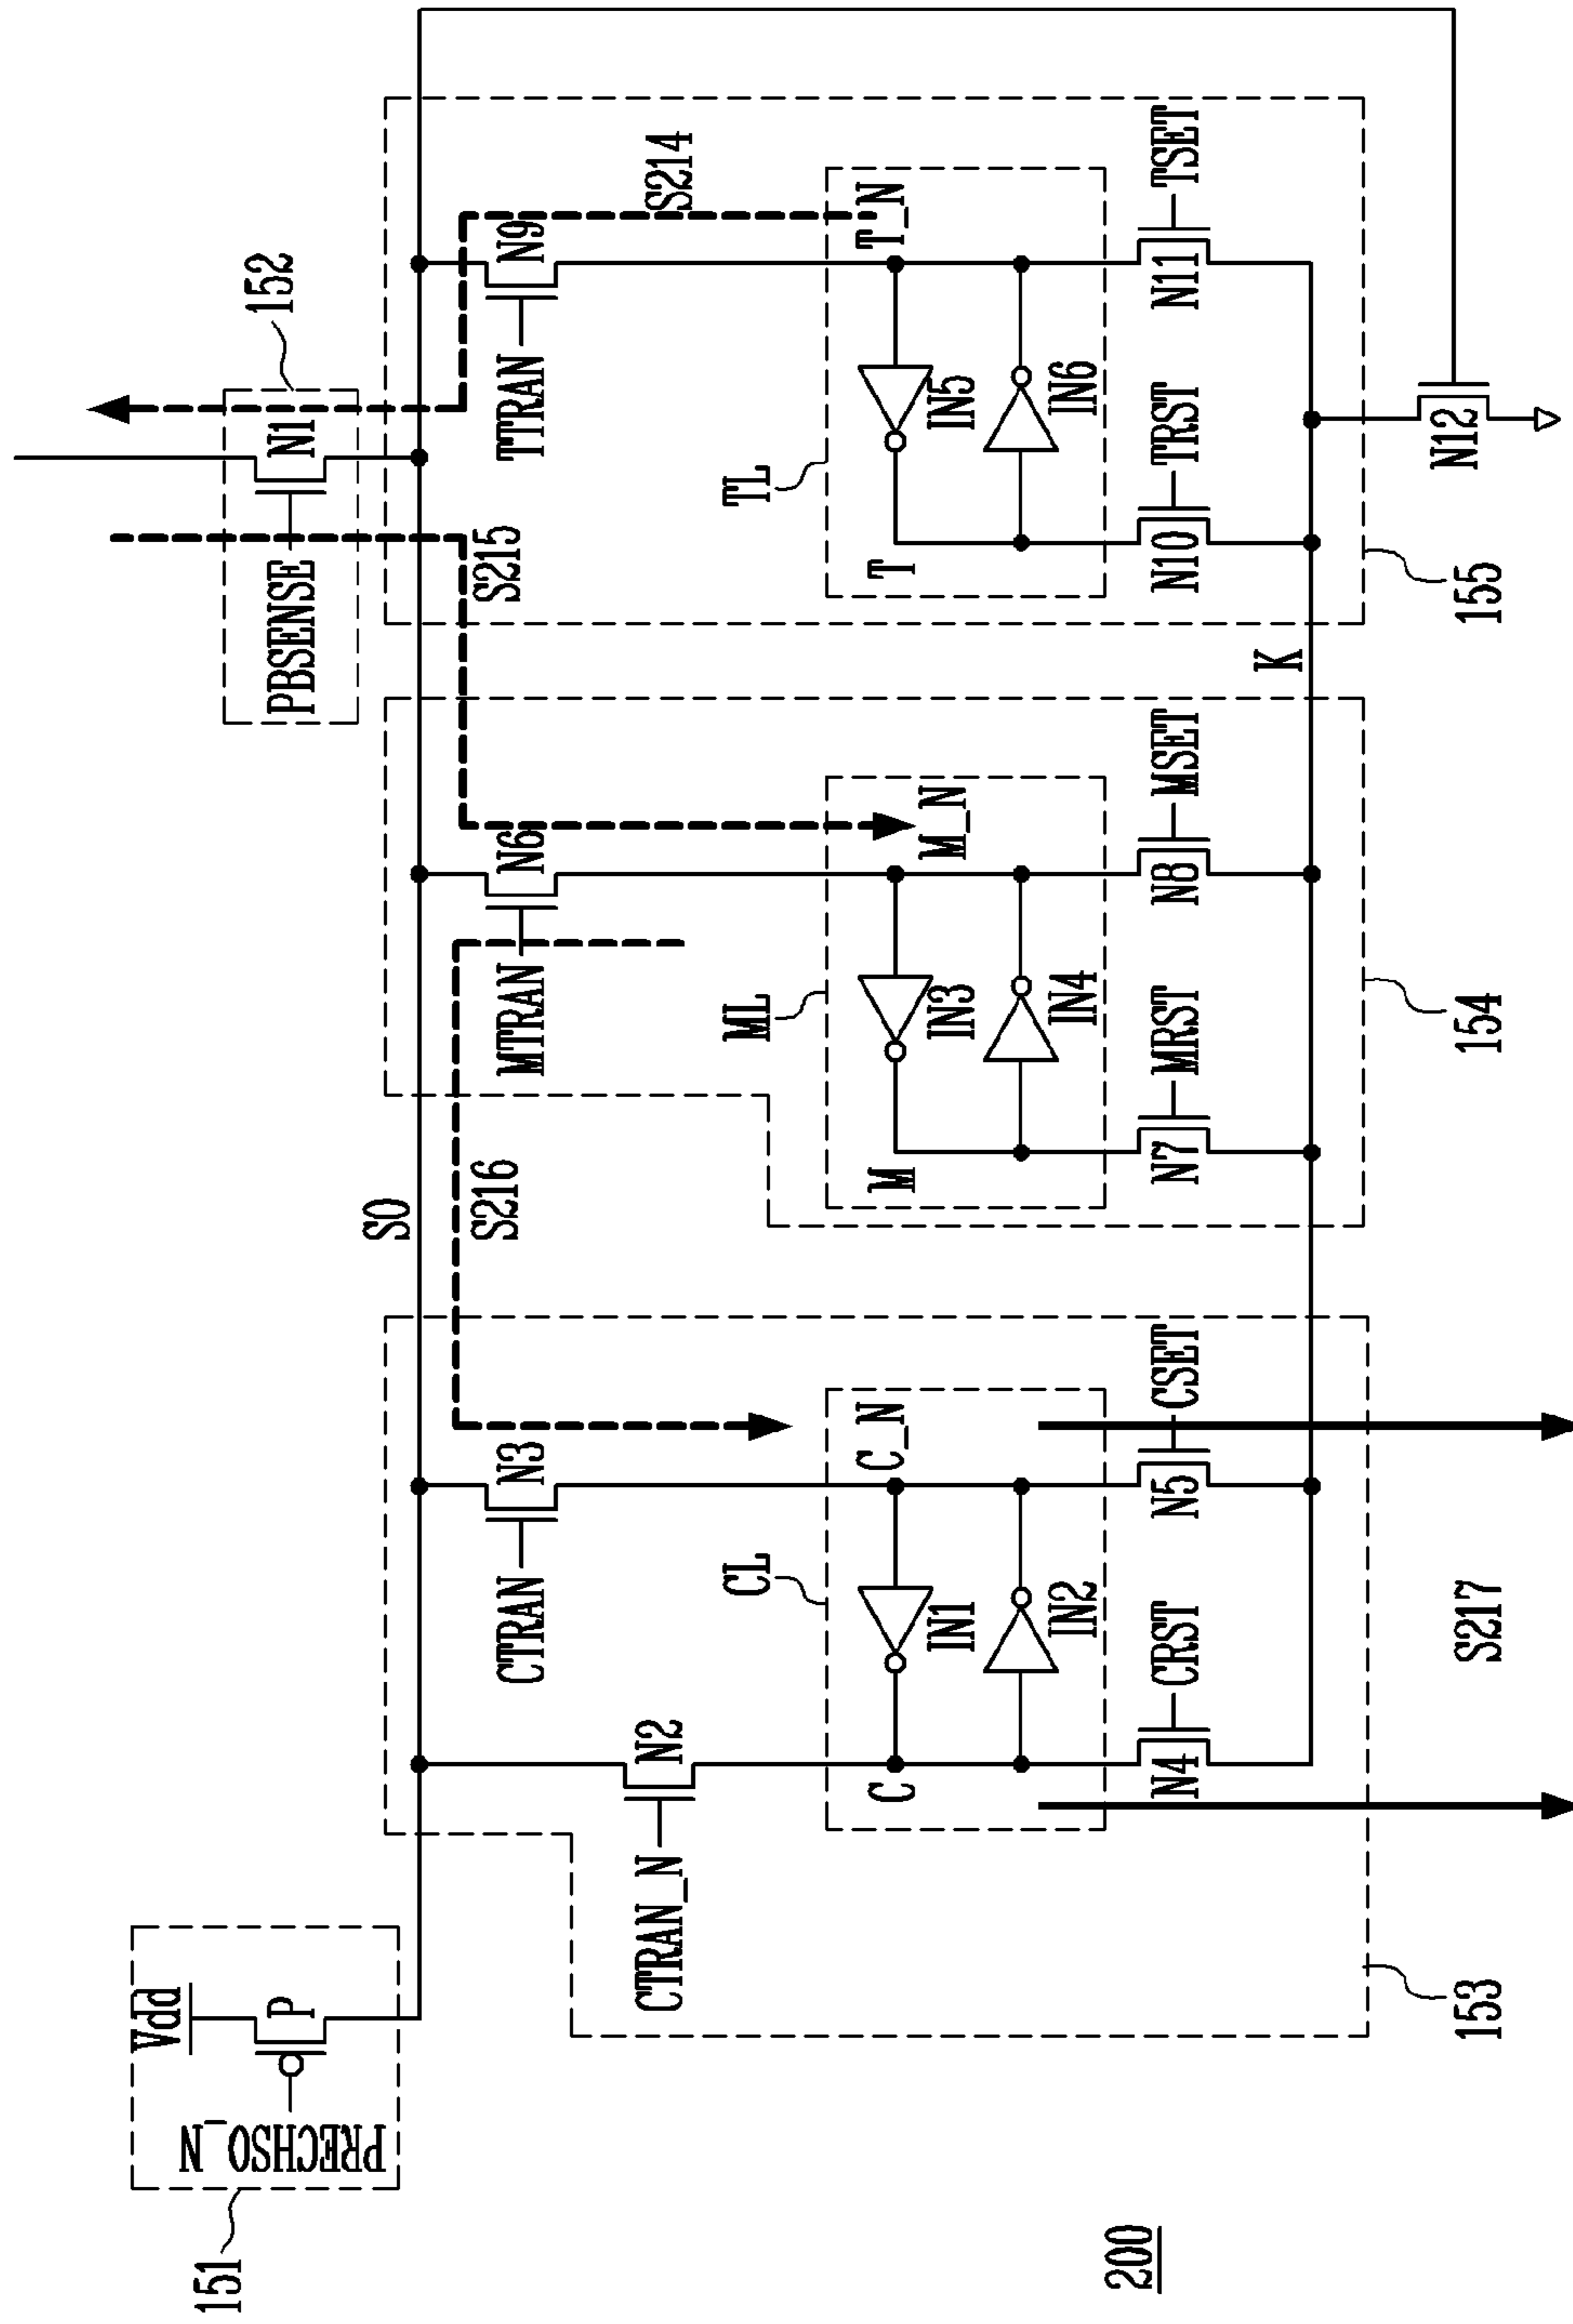 151
PRECHSO_N
Vdd
P
152
PBSENSE
N1
SO
S216
S215
S214
CTRAN_N
N2
CTRAN
N3
MTRAN
N6
TTRAN
N9
CL
C
C_N
IN1
IN2
ML
M
M_N
IN3
IN4
TL
T
T_N
IN5
IN6
N4
CRST
N5
CSET
N7
MRST
N8
MSET
N10
TRST
N11
TSET
K
N12
153
S217
154
155
200